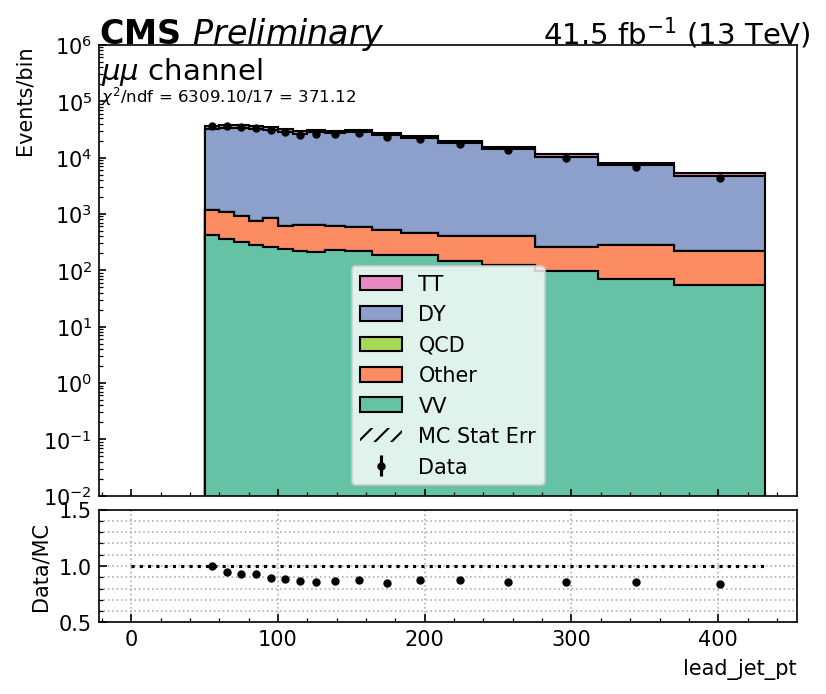 CMS Preliminary 41.5 fb⁻¹ (13 TeV)
μμ channel
χ²/ndf = 6309.10/17 = 371.12
Events/bin
10⁶
10⁵
10⁴
10³
10²
10¹
10⁰
10⁻¹
10⁻²
TT
DY
QCD
Other
VV
MC Stat Err
Data
Data/MC
1.5
1.0
0.5
0 100 200 300 400
lead_jet_pt